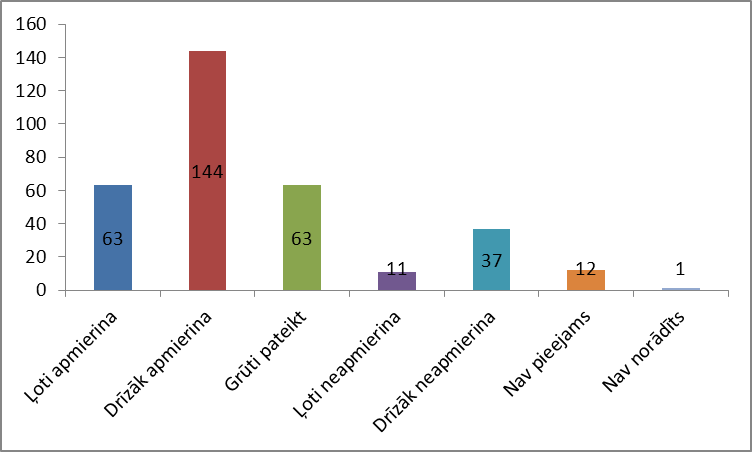 160
140
120
100
80
60
40
20
0
63
144
63
11
37
12
1
Ļoti apmierina
Drīzāk apmierina
Grūti pateikt
Ļoti neapmierina
Drīzāk neapmierina
Nav pieejams
Nav norādīts